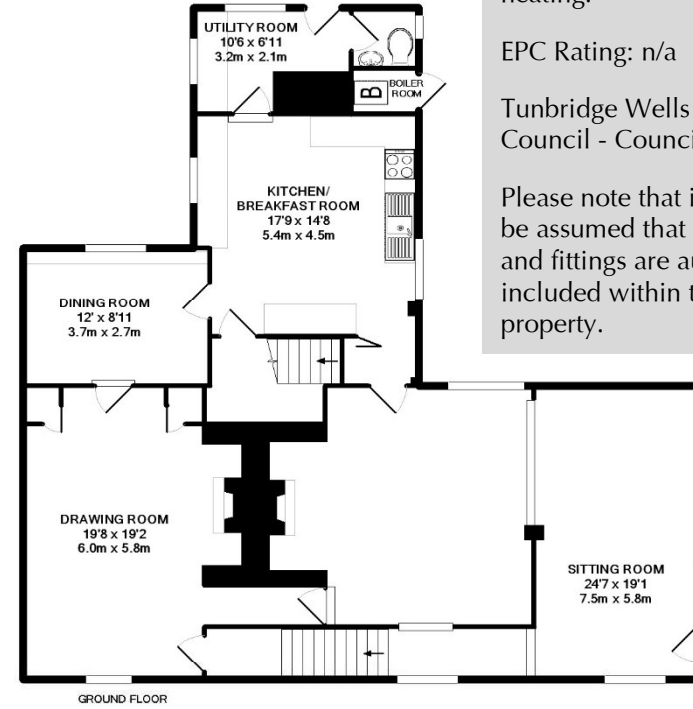 UTILITY ROOM
10'6 x 6'11
3.2m x 2.1m
BOILER
ROOM
B
KITCHEN/
BREAKFAST ROOM
17'9 x 14'8
5.4m x 4.5m
DINING ROOM
12' x 8'11
3.7m x 2.7m
DRAWING ROOM
19'8 x 19'2
6.0m x 5.8m
SITTING ROOM
24'7 x 19'1
7.5m x 5.8m
GROUND FLOOR
heating.
EPC Rating: n/a
Tunbridge Wells
Council - Counci
Please note that i
be assumed that
and fittings are au
included within t
property.